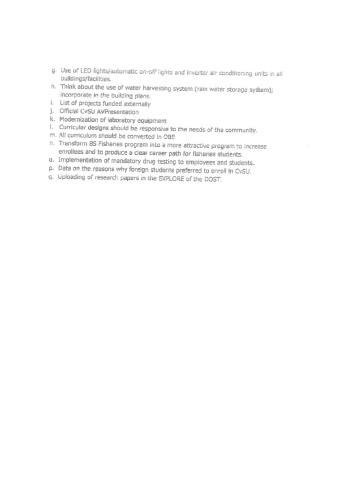 g. Use of LED lights/automatic on-off lights and inverter air conditioning units in all
buildings/facilities.
h. Think about the use of water harvesting system (rain water storage system);
incorporate in the building plans.
i. List of projects funded externally
j. Official CvSU AVPresentation
k. Modernization of laboratory equipment
l. Curricular designs should be responsive to the needs of the community.
m. All curriculum should be converted in OBE
n. Transform BS Fisheries program into a more attractive program to increase
enrollees and to produce a clear career path for fisheries students.
o. Implementation of mandatory drug testing to employees and students.
p. Data on the reasons why foreign students preferred to enroll in CvSU.
q. Uploading of research papers in the EXPLORE of the DOST.